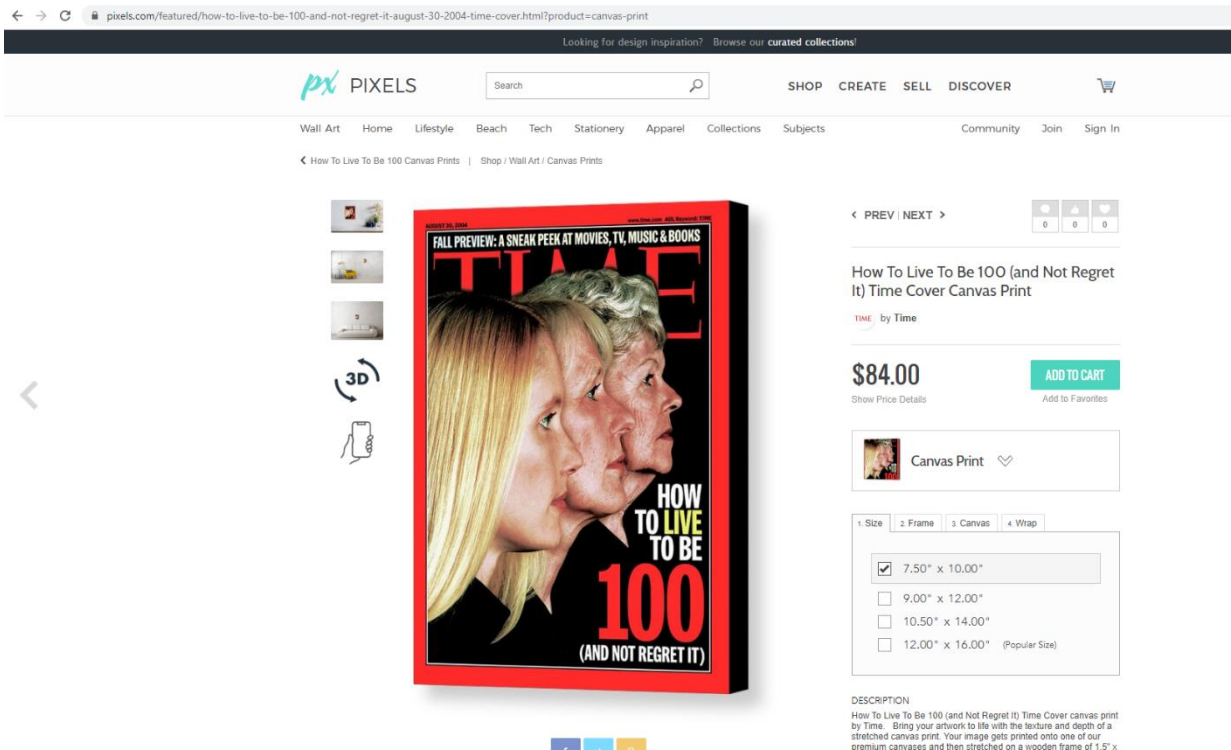 pixels.com/featured/how-to-live-to-be-100-and-not-regret-it-august-30-2004-time-cover.html?product=canvas-print
Looking for design inspiration? Browse our curated collections!
px PIXELS
Search
SHOP CREATE SELL DISCOVER
Wall Art Home Lifestyle Beach Tech Stationery Apparel Collections Subjects Community Join Sign In
How To Live To Be 100 Canvas Prints | Shop / Wall Art / Canvas Prints
AUGUST 30, 2004 www.time.com AOL Keyword: TIME
FALL PREVIEW: A SNEAK PEEK AT MOVIES, TV, MUSIC & BOOKS
TIME
HOW
TO LIVE
TO BE
100
(AND NOT REGRET IT)
3D
PREV | NEXT
0 0 0
How To Live To Be 100 (and Not Regret
It) Time Cover Canvas Print
TIME by Time
$84.00
ADD TO CART
Show Price Details
Add to Favorites
Canvas Print
1. Size 2. Frame 3. Canvas 4. Wrap
7.50" x 10.00"
9.00" x 12.00"
10.50" x 14.00"
12.00" x 16.00" (Popular Size)
DESCRIPTION
How To Live To Be 100 (and Not Regret It) Time Cover canvas print
by Time. Bring your artwork to life with the texture and depth of a
stretched canvas print. Your image gets printed onto one of our
premium canvases and then stretched on a wooden frame of 1.5" x